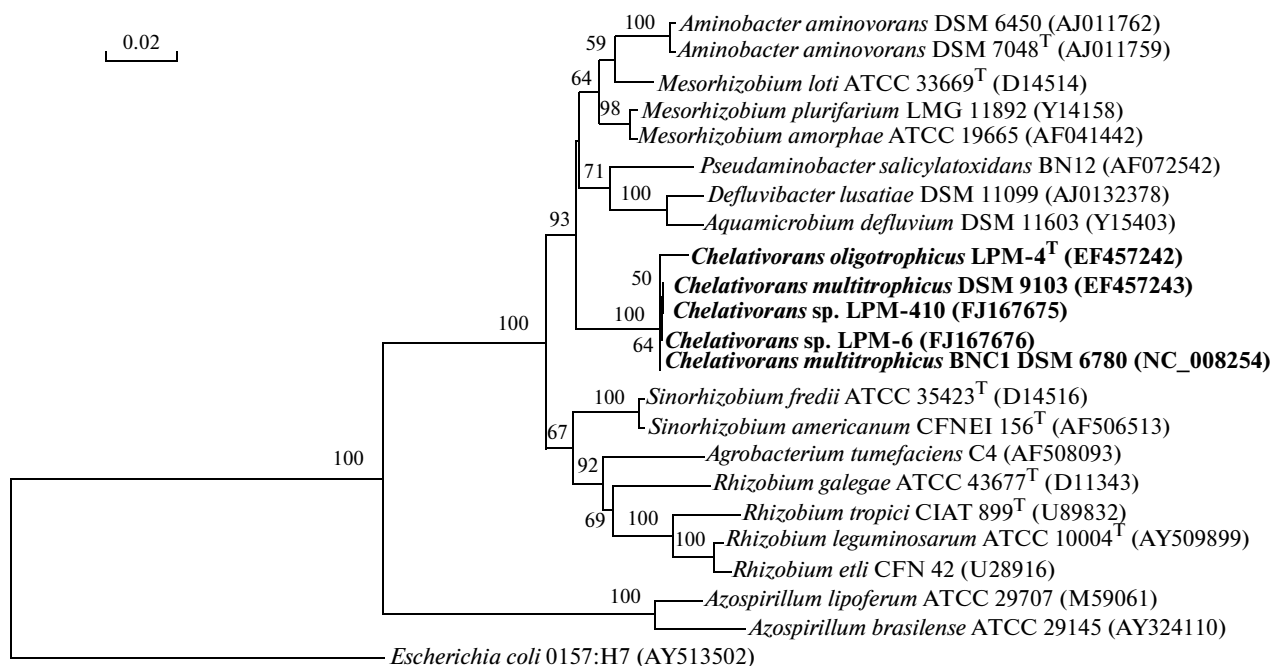 0.02
100
Aminobacter aminovorans DSM 6450 (AJ011762)
59
Aminobacter aminovorans DSM 7048T (AJ011759)
64
Mesorhizobium loti ATCC 33669T (D14514)
98
Mesorhizobium plurifarium LMG 11892 (Y14158)
Mesorhizobium amorphae ATCC 19665 (AF041442)
71
Pseudaminobacter salicylatoxidans BN12 (AF072542)
100
Defluvibacter lusatiae DSM 11099 (AJ0132378)
93
Aquamicrobium defluvium DSM 11603 (Y15403)
Chelativorans oligotrophicus LPM-4T (EF457242)
50
Chelativorans multitrophicus DSM 9103 (EF457243)
100
Chelativorans sp. LPM-410 (FJ167675)
100
64
Chelativorans sp. LPM-6 (FJ167676)
Chelativorans multitrophicus BNC1 DSM 6780 (NC_008254)
100
Sinorhizobium fredii ATCC 35423T (D14516)
67
Sinorhizobium americanum CFNEI 156T (AF506513)
100
92
Agrobacterium tumefaciens C4 (AF508093)
Rhizobium galegae ATCC 43677T (D11343)
69
100
Rhizobium tropici CIAT 899T (U89832)
100
Rhizobium leguminosarum ATCC 10004T (AY509899)
Rhizobium etli CFN 42 (U28916)
100
Azospirillum lipoferum ATCC 29707 (M59061)
Azospirillum brasilense ATCC 29145 (AY324110)
Escherichia coli 0157:H7 (AY513502)